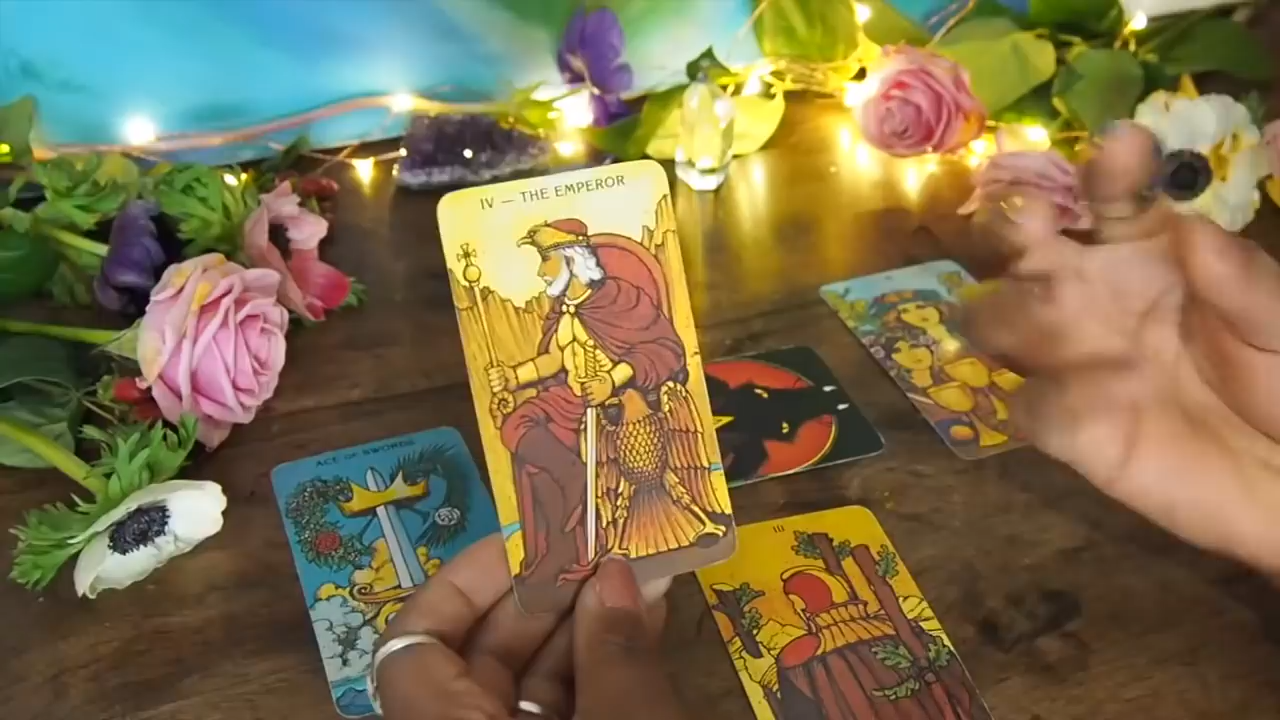 IV — THE EMPEROR
ACE OF SWORDS
III